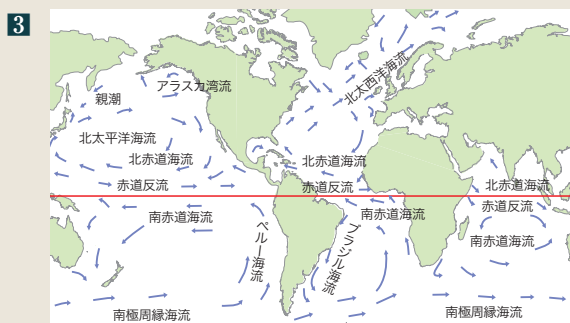 3
アラスカ湾流
親潮
北太平洋海流
北赤道海流
赤道反流
南赤道海流
ペルー海流
南極周縁海流
北太西洋海流
北赤道海流
赤道反流
南赤道海流
ブラジル海流
北赤道海流
赤道反流
南赤道海流
南極周縁海流